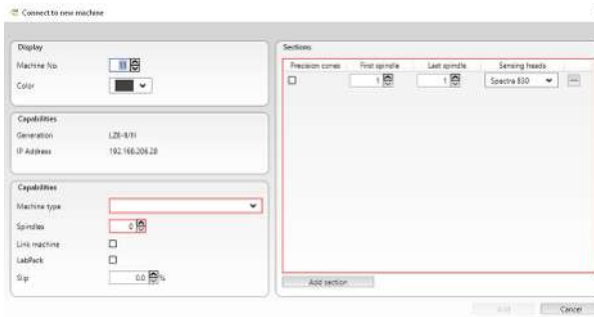 Connect to new machine
Display
Machine No.
11
Color
Capabilities
Generation LZE-II/III
IP Address 192.168.206.28
Capabilities
Machine type
Spindles 0
Link machine
LabPack
Slip 0.0 %
Sections
Precision cones First spindle Last spindle Sensing heads
1 1 Spectra 830
Add section
Add Cancel